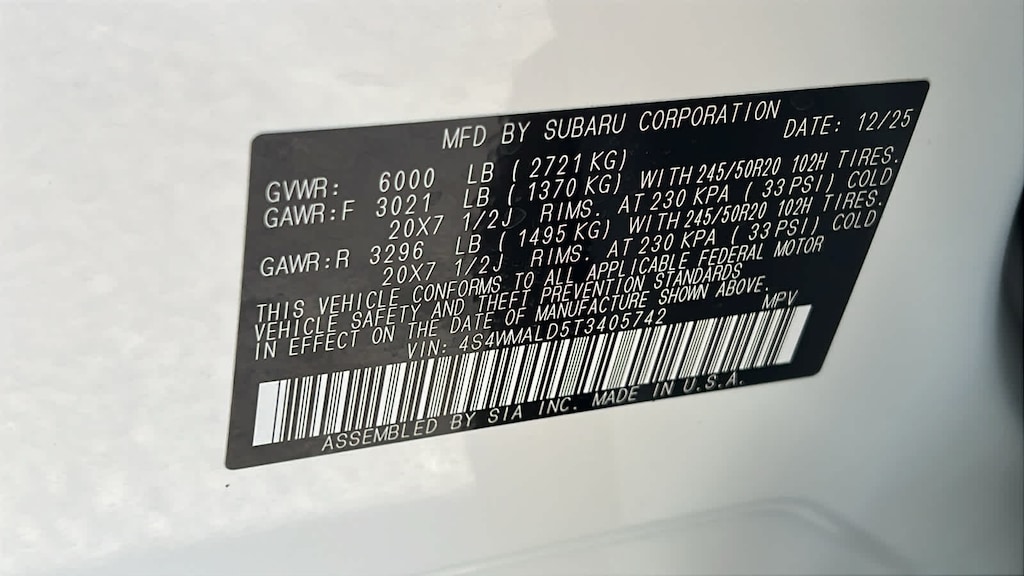 MFD BY SUBARU CORPORATION DATE: 12/25
GVWR: 6000 LB (2721 KG)
GAWR:F 3021 LB (1370 KG) WITH 245/50R20 102H TIRES.
20X7 1/2J RIMS. AT 230 KPA (33 PSI) COLD
GAWR:R 3296 LB (1495 KG) WITH 245/50R20 102H TIRES.
20X7 1/2J RIMS. AT 230 KPA (33 PSI) COLD
THIS VEHICLE CONFORMS TO ALL APPLICABLE FEDERAL MOTOR
VEHICLE SAFETY AND THEFT PREVENTION STANDARDS
IN EFFECT ON THE DATE OF MANUFACTURE SHOWN ABOVE.
VIN: 4S4WMALD5T3405742 MPV
ASSEMBLED BY SIA INC. MADE IN U.S.A.